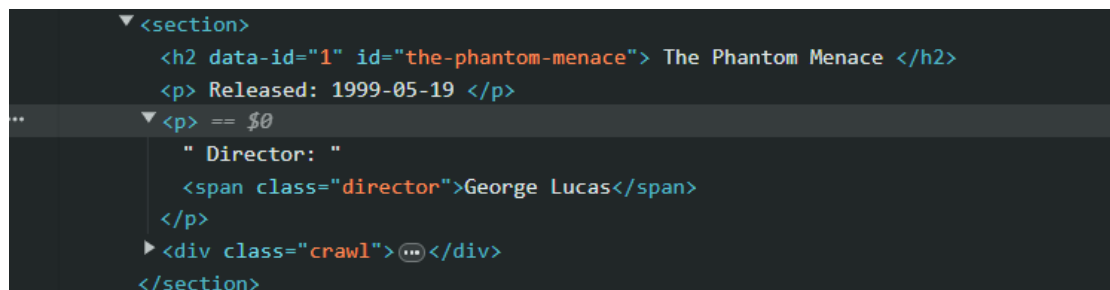 ▼<section>
<h2 data-id="1" id="the-phantom-menace"> The Phantom Menace </h2>
<p> Released: 1999-05-19 </p>
… ▼<p> == $0
" Director: "
<span class="director">George Lucas</span>
</p>
▶<div class="crawl">…</div>
</section>